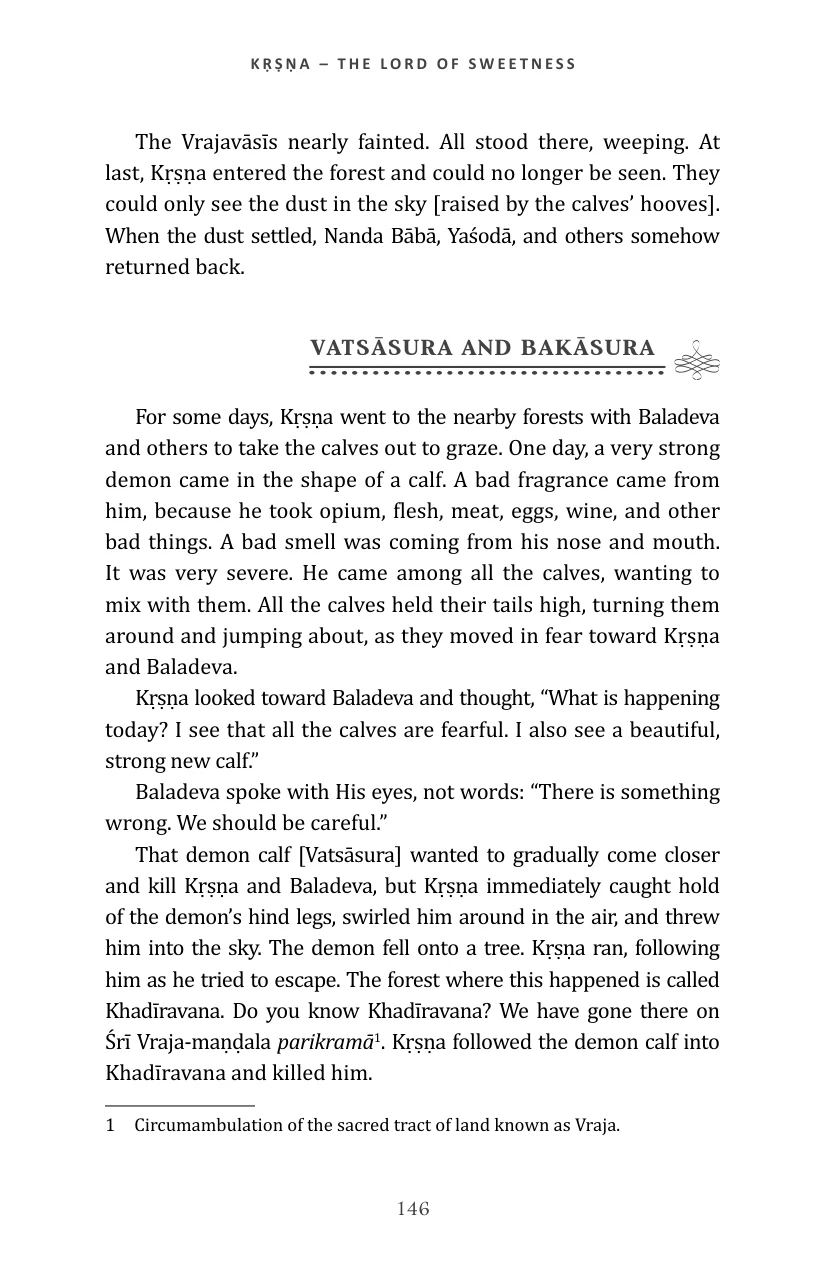 KṚṢṆA – THE LORD OF SWEETNESS
The Vrajavāsīs nearly fainted. All stood there, weeping. At
last, Kṛṣṇa entered the forest and could no longer be seen. They
could only see the dust in the sky [raised by the calves’ hooves].
When the dust settled, Nanda Bābā, Yaśodā, and others somehow
returned back.
VATSĀSURA AND BAKĀSURA
For some days, Kṛṣṇa went to the nearby forests with Baladeva
and others to take the calves out to graze. One day, a very strong
demon came in the shape of a calf. A bad fragrance came from
him, because he took opium, flesh, meat, eggs, wine, and other
bad things. A bad smell was coming from his nose and mouth.
It was very severe. He came among all the calves, wanting to
mix with them. All the calves held their tails high, turning them
around and jumping about, as they moved in fear toward Kṛṣṇa
and Baladeva.
Kṛṣṇa looked toward Baladeva and thought, “What is happening
today? I see that all the calves are fearful. I also see a beautiful,
strong new calf.”
Baladeva spoke with His eyes, not words: “There is something
wrong. We should be careful.”
That demon calf [Vatsāsura] wanted to gradually come closer
and kill Kṛṣṇa and Baladeva, but Kṛṣṇa immediately caught hold
of the demon’s hind legs, swirled him around in the air, and threw
him into the sky. The demon fell onto a tree. Kṛṣṇa ran, following
him as he tried to escape. The forest where this happened is called
Khadīravana. Do you know Khadīravana? We have gone there on
Śrī Vraja-maṇḍala parikramā¹. Kṛṣṇa followed the demon calf into
Khadīravana and killed him.
1 Circumambulation of the sacred tract of land known as Vraja.
146